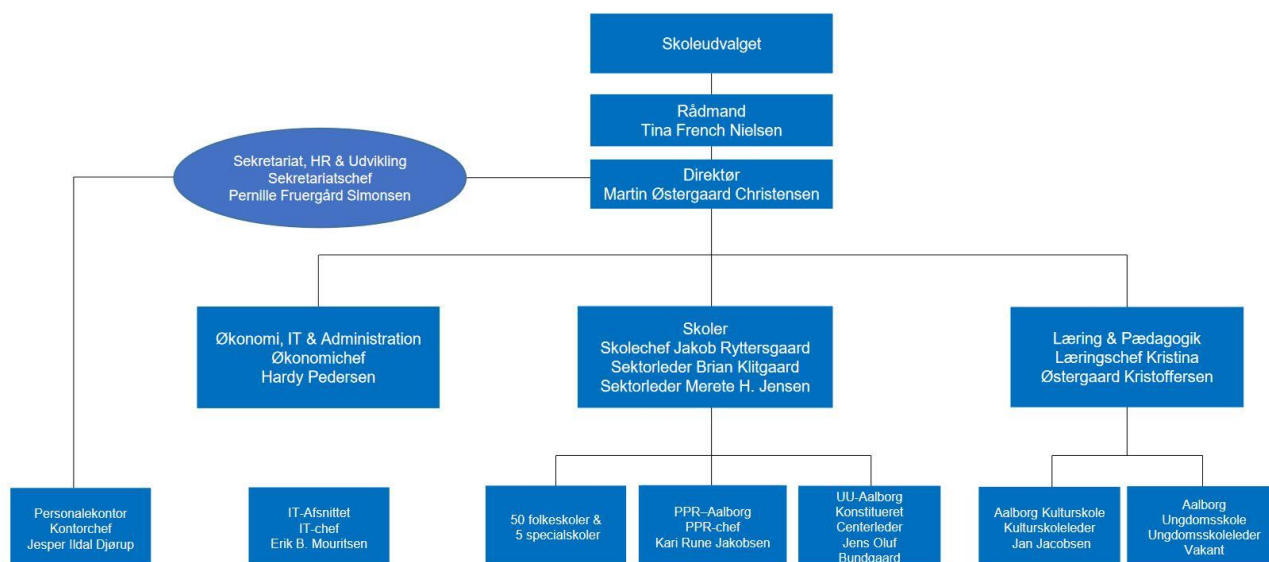 Skoleudvalget
Rådmand
Tina French Nielsen
Sekretariat, HR & Udvikling
Sekretariatschef
Pernille Fruergård Simonsen
Direktør
Martin Østergaard Christensen
Økonomi, IT & Administration
Økonomichef
Hardy Pedersen
Skoler
Skolechef Jakob Ryttersgaard
Sektorleder Brian Klitgaard
Sektorleder Merete H. Jensen
Læring & Pædagogik
Læringschef Kristina
Østergaard Kristoffersen
Personalekontor
Kontorchef
Jesper Ildal Djørup
IT-Afsnittet
IT-chef
Erik B. Mouritsen
50 folkeskoler &
5 specialskoler
PPR–Aalborg
PPR-chef
Kari Rune Jakobsen
UU-Aalborg
Konstitueret
Centerleder
Jens Oluf
Bundgaard
Aalborg Kulturskole
Kulturskoleleder
Jan Jacobsen
Aalborg
Ungdomsskole
Ungdomsskoleleder
Vakant